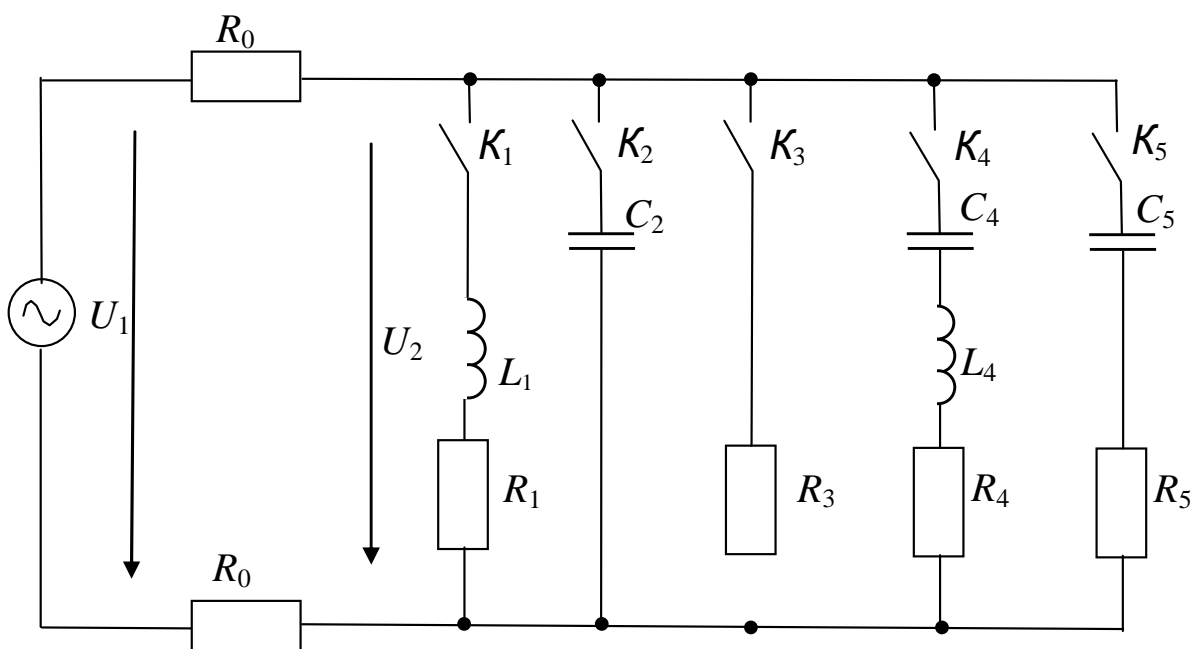 R₀
K₁
K₂
K₃
K₄
K₅
C₂
C₄
C₅
U₁
U₂
L₁
L₄
R₁
R₃
R₄
R₅
R₀